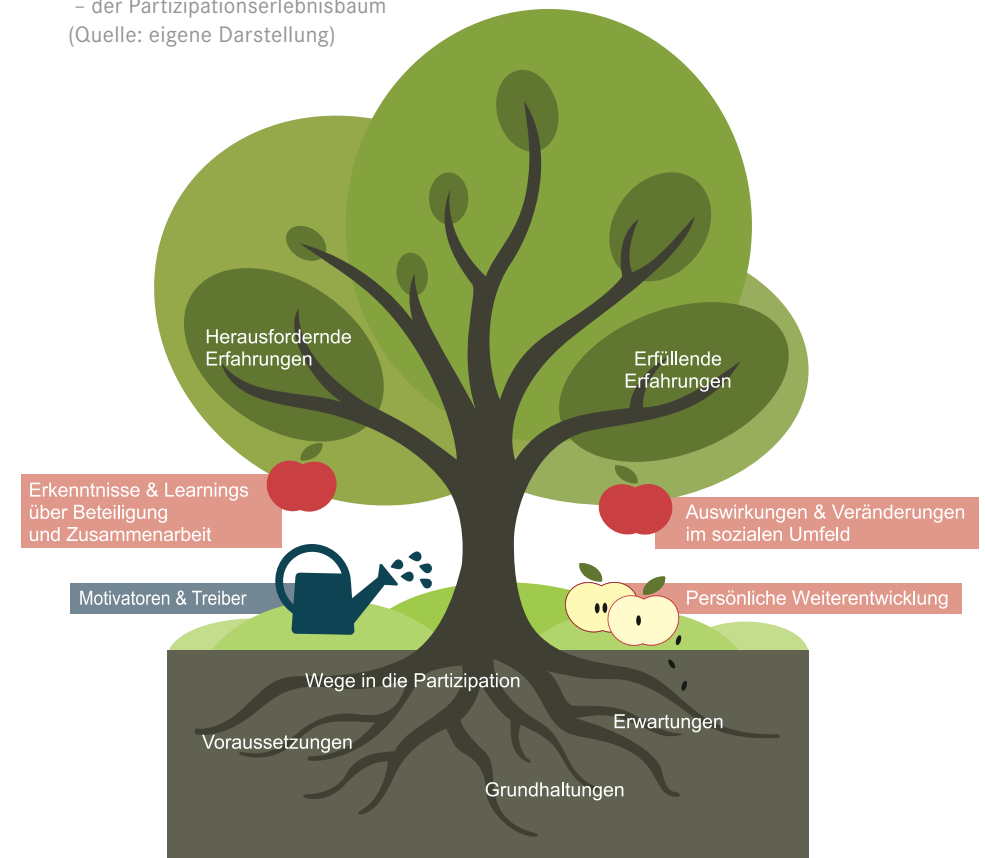 – der Partizipationserlebnisbaum
(Quelle: eigene Darstellung)
Herausfordernde
Erfahrungen
Erfüllende
Erfahrungen
Erkenntnisse & Learnings
über Beteiligung
und Zusammenarbeit
Auswirkungen & Veränderungen
im sozialen Umfeld
Motivatoren & Treiber
Persönliche Weiterentwicklung
Wege in die Partizipation
Erwartungen
Voraussetzungen
Grundhaltungen